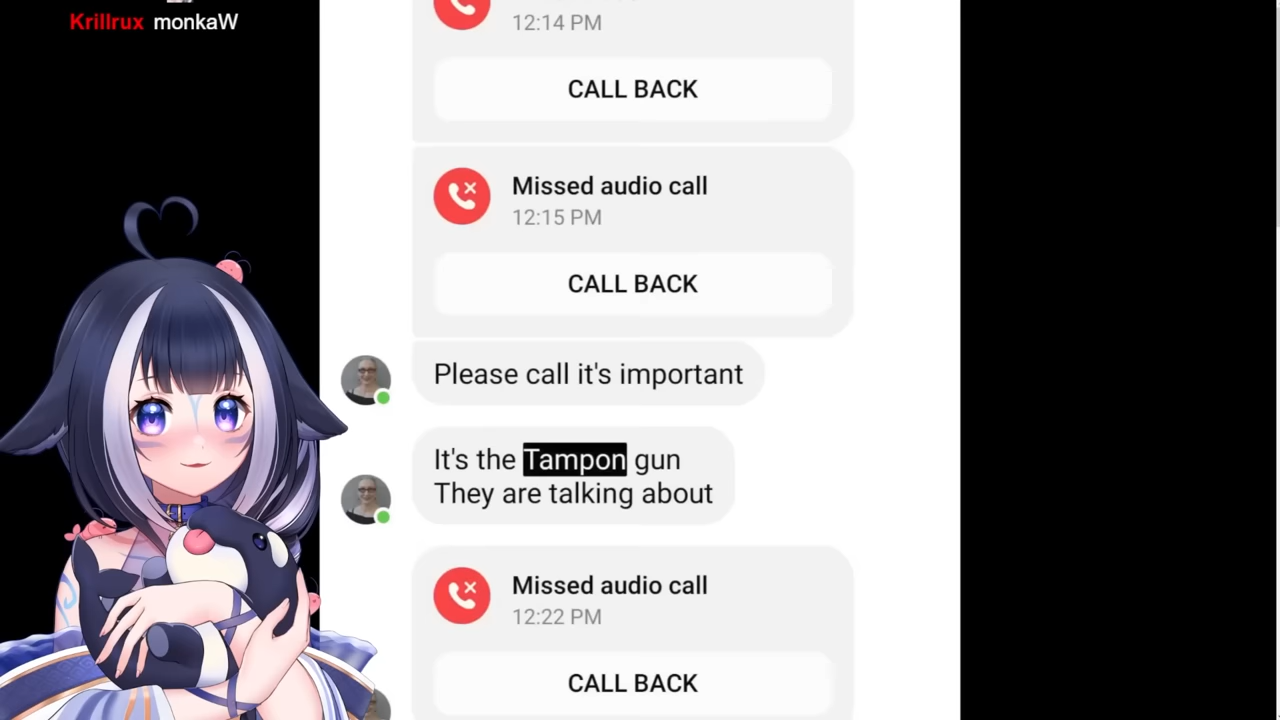 Krillrux monkaW
12:14 PM
CALL BACK
Missed audio call
12:15 PM
CALL BACK
Please call it's important
It's the Tampon gun
They are talking about
Missed audio call
12:22 PM
CALL BACK